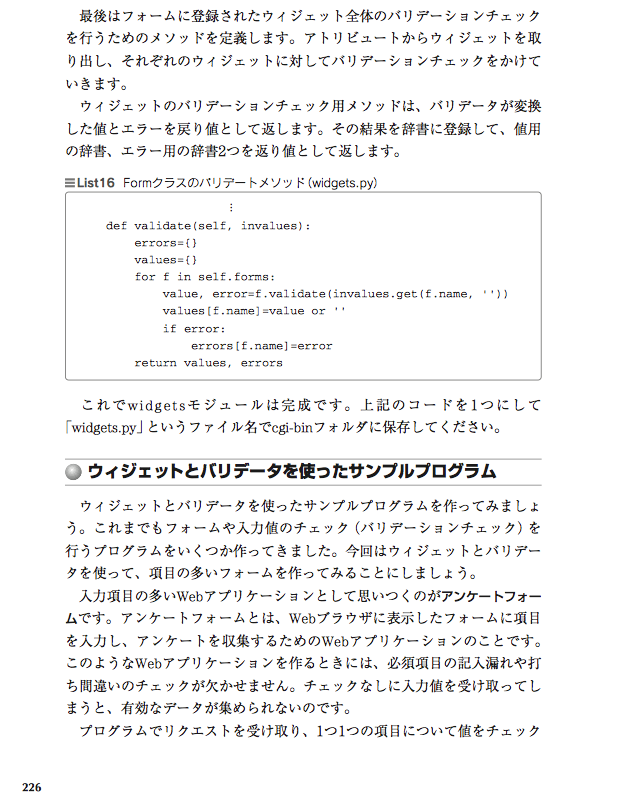 最後はフォームに登録されたウィジェット全体のバリデーションチェック
を行うためのメソッドを定義します。アトリビュートからウィジェットを取
り出し、それぞれのウィジェットに対してバリデーションチェックをかけて
いきます。
ウィジェットのバリデーションチェック用メソッドは、バリデータが変換
した値とエラーを戻り値として返します。その結果を辞書に登録して、値用
の辞書、エラー用の辞書2つを返り値として返します。
List16 Formクラスのバリデートメソッド(widgets.py)
⋮
def validate(self, invalues):
    errors={}
    values={}
    for f in self.forms:
        value, error=f.validate(invalues.get(f.name, ''))
        values[f.name]=value or ''
        if error:
            errors[f.name]=error
    return values, errors
これでwidgetsモジュールは完成です。上記のコードを1つにして
「widgets.py」というファイル名でcgi-binフォルダに保存してください。
ウィジェットとバリデータを使ったサンプルプログラム
ウィジェットとバリデータを使ったサンプルプログラムを作ってみましょ
う。これまでもフォームや入力値のチェック(バリデーションチェック)を
行うプログラムをいくつか作ってきました。今回はウィジェットとバリデー
タを使って、項目の多いフォームを作ってみることにしましょう。
入力項目の多いWebアプリケーションとして思いつくのがアンケートフォー
ムです。アンケートフォームとは、Webブラウザに表示したフォームに項目
を入力し、アンケートを収集するためのWebアプリケーションのことです。
このようなWebアプリケーションを作るときには、必須項目の記入漏れや打
ち間違いのチェックが欠かせません。チェックなしに入力値を受け取ってし
まうと、有効なデータが集められないのです。
プログラムでリクエストを受け取り、1つ1つの項目について値をチェック
226